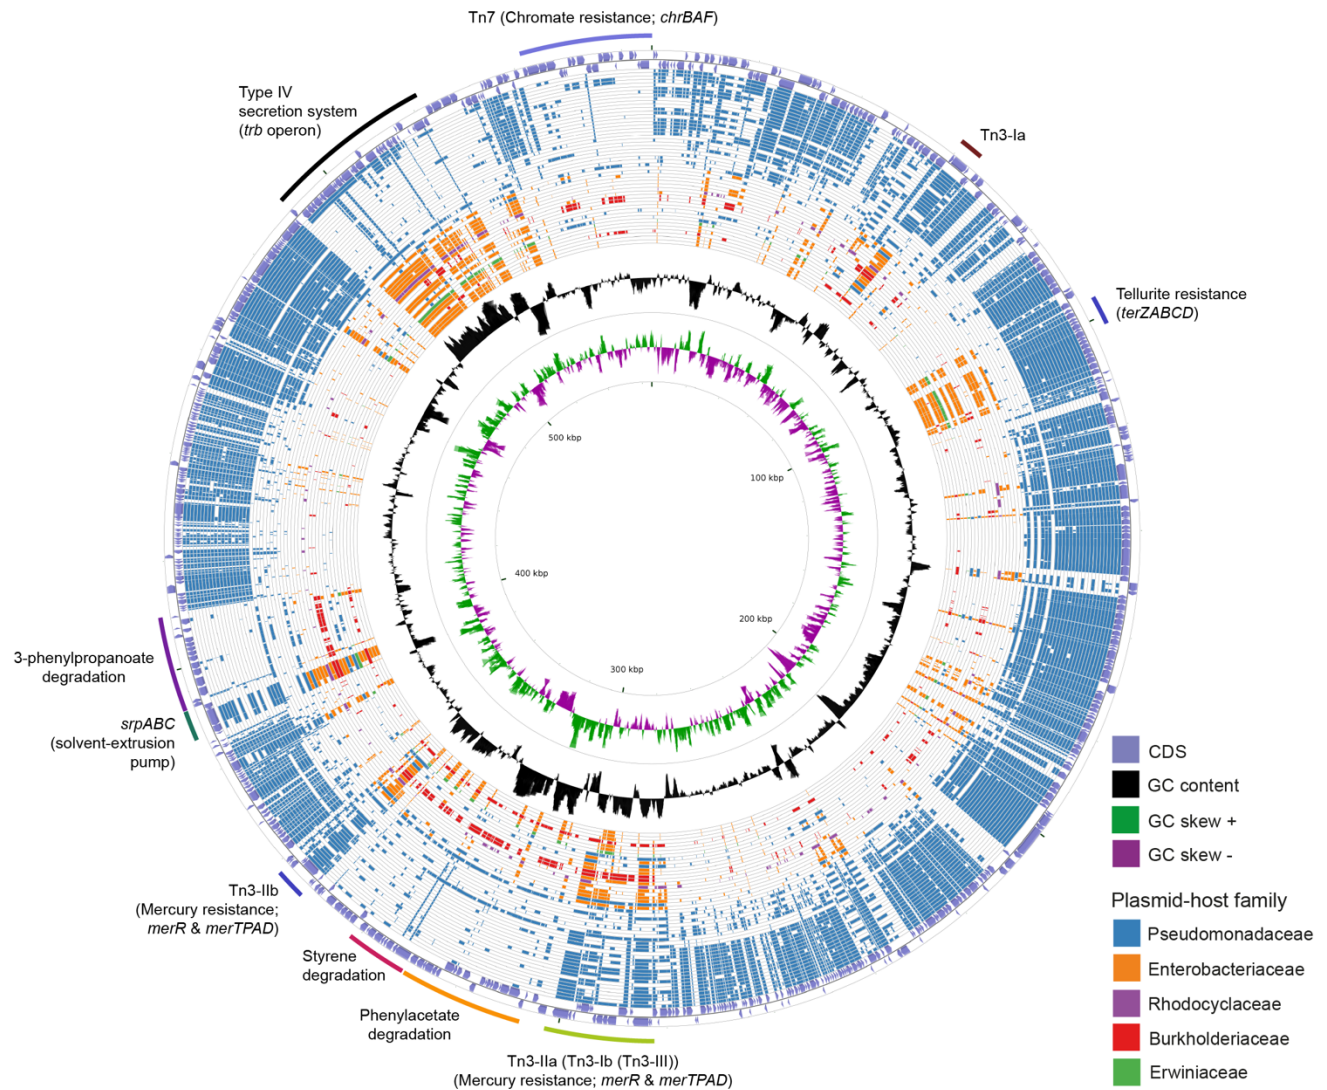 Tn7 (Chromate resistance; chrBAF)
Type IV
secretion system
(trb operon)
Tn3-Ia
Tellurite resistance
(terZABCD)
500 kbp
100 kbp
400 kbp
200 kbp
300 kbp
3-phenylpropanoate
degradation
srpABC
(solvent-extrusion
pump)
Tn3-IIb
(Mercury resistance;
merR & merTPAD)
Styrene
degradation
Phenylacetate
degradation
Tn3-IIa (Tn3-Ib (Tn3-III))
(Mercury resistance; merR & merTPAD)
CDS
GC content
GC skew +
GC skew -
Plasmid-host family
Pseudomonadaceae
Enterobacteriaceae
Rhodocyclaceae
Burkholderiaceae
Erwiniaceae